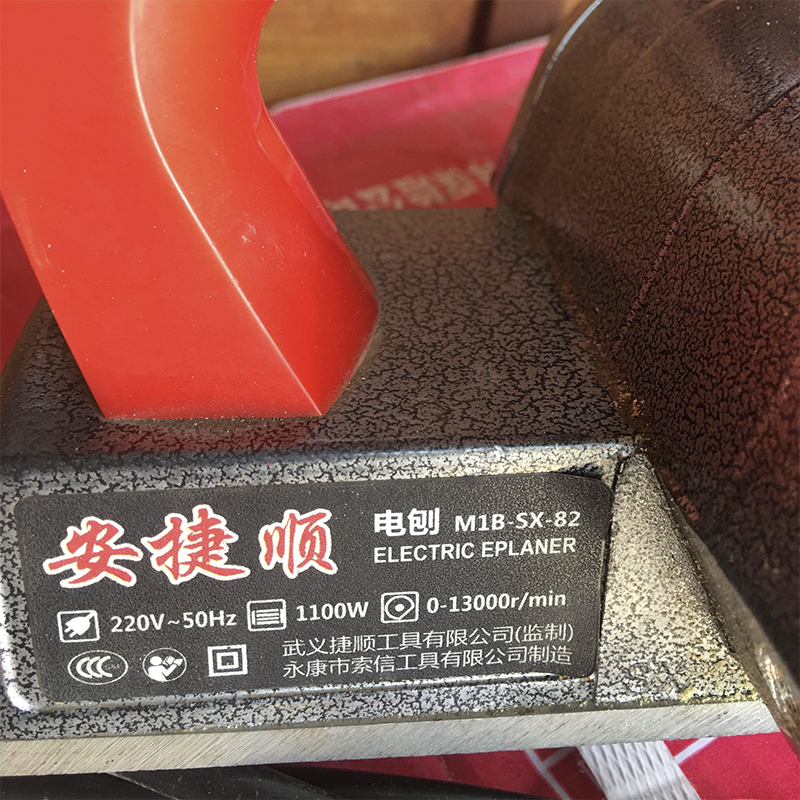 安捷顺
电刨 M1B-SX-82
ELECTRIC EPLANER
220V~50Hz 1100W 0-13000r/min
武义捷顺工具有限公司(监制)
永康市索信工具有限公司制造